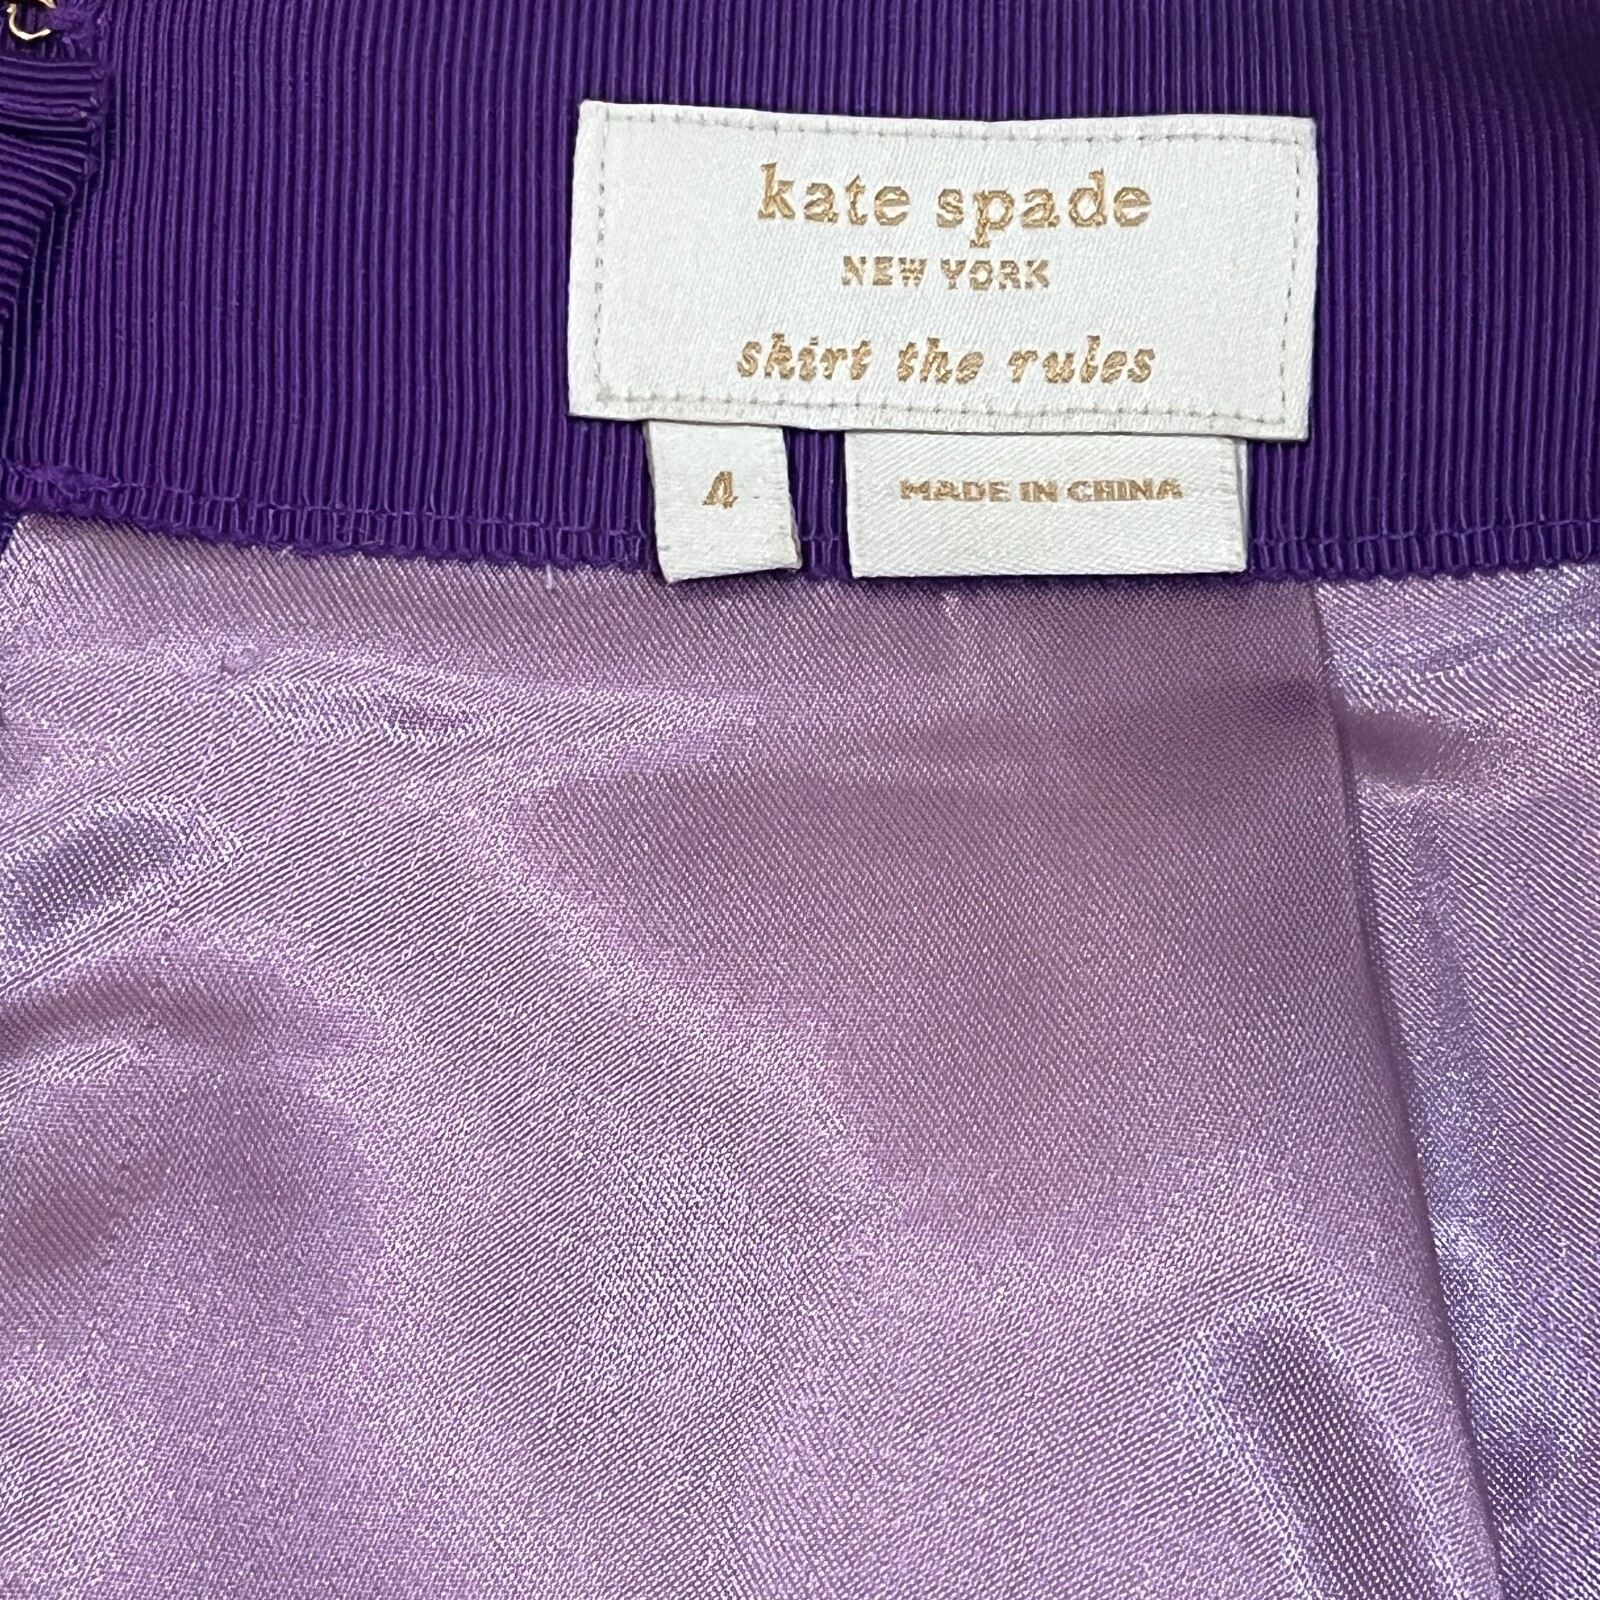 kate spade
NEW YORK
skirt the rules
4
MADE IN CHINA